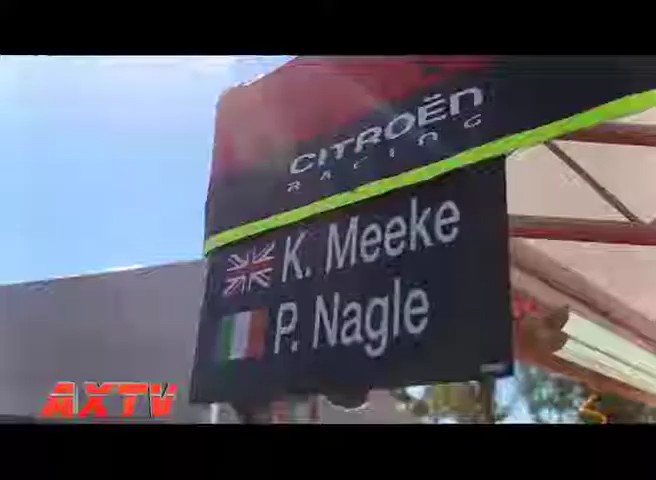 CITROËN
RACING
K. Meeke
P. Nagle
AXTV